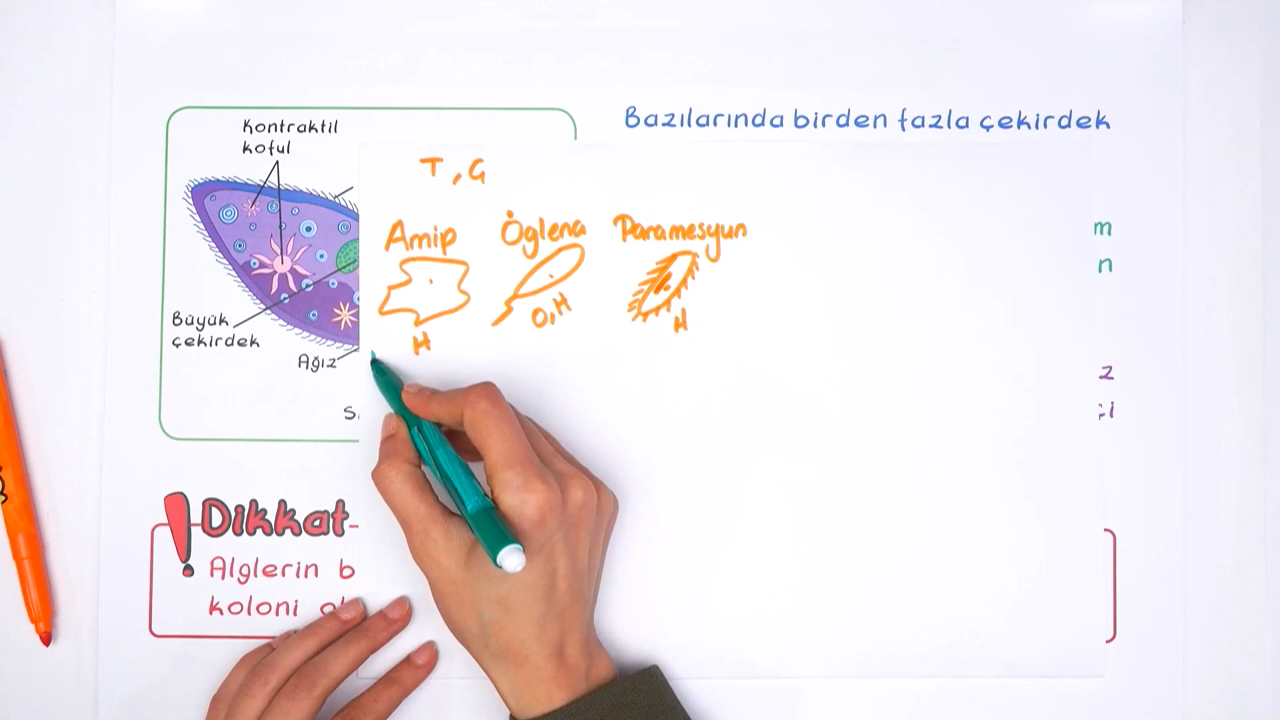 Kontraktil
koful
Büyük
çekirdek
Ağız
Bazılarında birden fazla çekirdek
T, G
Amip Öglena Paramesyun
H O,H H
m
n
z
Dikkat
Alglerin b
koloni